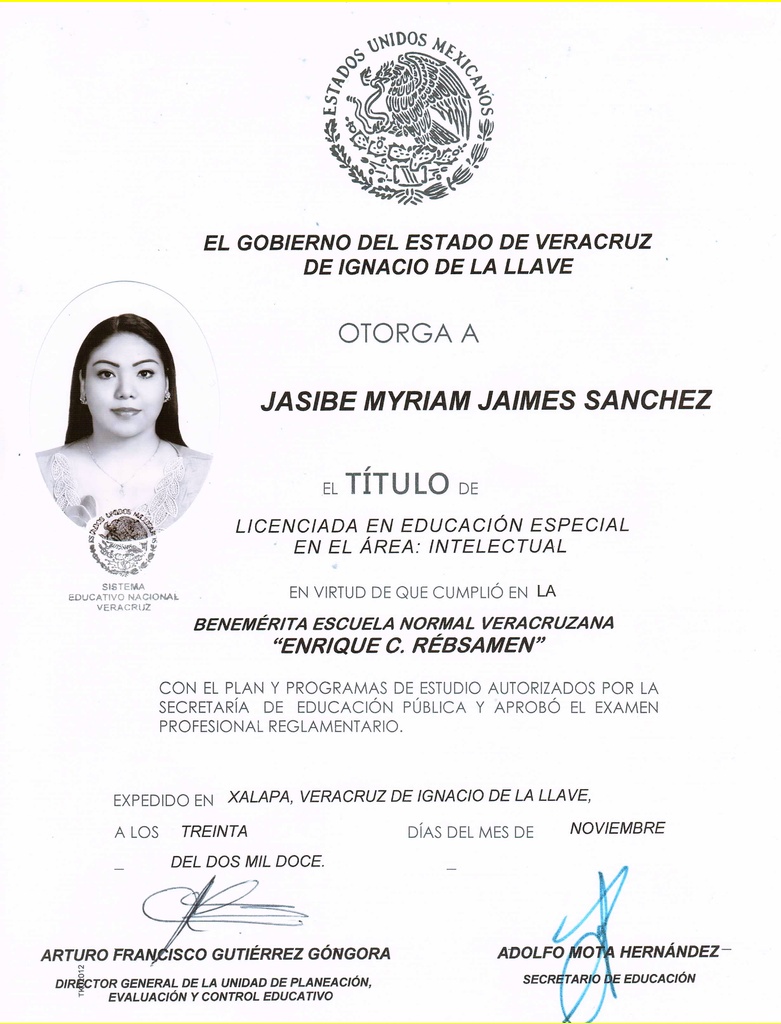 ESTADOS UNIDOS MEXICANOS
EL GOBIERNO DEL ESTADO DE VERACRUZ
DE IGNACIO DE LA LLAVE
OTORGA A
JASIBE MYRIAM JAIMES SANCHEZ
EL TÍTULO DE
LICENCIADA EN EDUCACIÓN ESPECIAL
EN EL ÁREA: INTELECTUAL
ESTADOS UNIDOS MEXICANOS
SISTEMA
EDUCATIVO NACIONAL
VERACRUZ
EN VIRTUD DE QUE CUMPLIÓ EN LA
BENEMÉRITA ESCUELA NORMAL VERACRUZANA
“ENRIQUE C. RÉBSAMEN”
CON EL PLAN Y PROGRAMAS DE ESTUDIO AUTORIZADOS POR LA
SECRETARÍA DE EDUCACIÓN PÚBLICA Y APROBÓ EL EXAMEN
PROFESIONAL REGLAMENTARIO.
EXPEDIDO EN XALAPA, VERACRUZ DE IGNACIO DE LA LLAVE,
A LOS TREINTA DÍAS DEL MES DE NOVIEMBRE
_ DEL DOS MIL DOCE. _
ARTURO FRANCISCO GUTIÉRREZ GÓNGORA
DIRECTOR GENERAL DE LA UNIDAD DE PLANEACIÓN,
EVALUACIÓN Y CONTROL EDUCATIVO
ADOLFO MOTA HERNÁNDEZ
SECRETARIO DE EDUCACIÓN